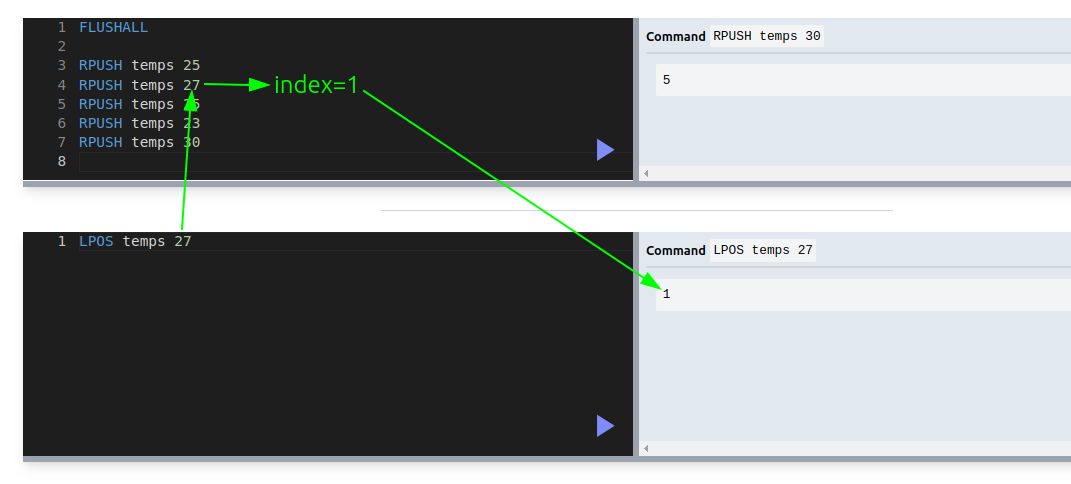 1 FLUSHALL
2
3 RPUSH temps 25
4 RPUSH temps 27
index=1
5 RPUSH temps
6 RPUSH temps 23
7 RPUSH temps 30
8
Command RPUSH temps 30
5
1 LPOS temps 27
Command LPOS temps 27
1